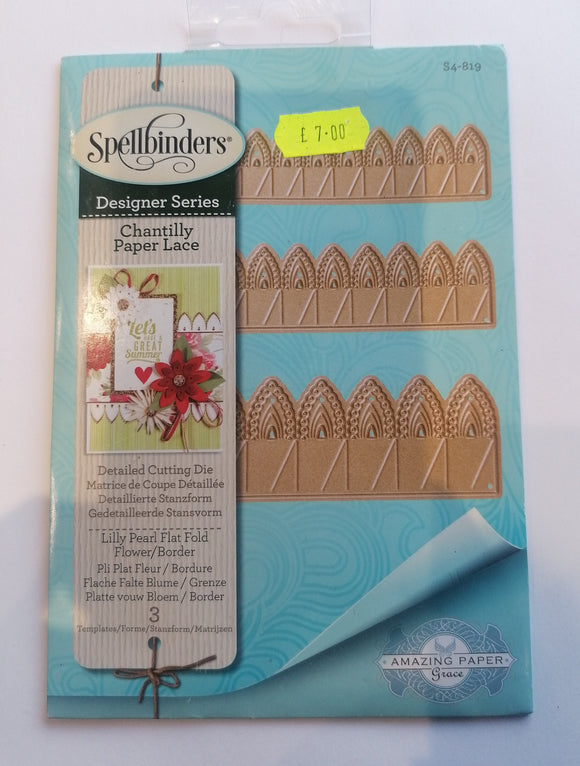 S4-819
£7.00
Spellbinders®
Designer Series
Chantilly
Paper Lace
Let's
HAVE A
GREAT
Summer
Detailed Cutting Die
Matrice de Coupe Détaillée
Detaillierte Stanzform
Gedetailleerde Stansvorm
Lilly Pearl Flat Fold
Flower/Border
Pli Plat Fleur / Bordure
Flache Falte Blume / Grenze
Platte vouw Bloem / Border
3
Templates/Forme/Stanzform/Matrijzen
AMAZING PAPER
Grace